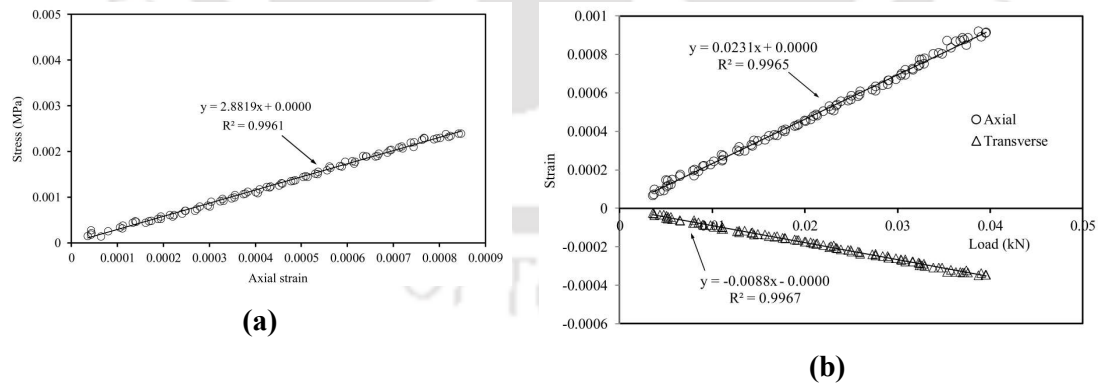 0.005
0.004
0.003
0.002
0.001
0
Stress (MPa)
y = 2.8819x + 0.0000
R² = 0.9961
0 0.0001 0.0002 0.0003 0.0004 0.0005 0.0006 0.0007 0.0008 0.0009
Axial strain
(a)
0.001
0.0008
0.0006
0.0004
0.0002
0
-0.0002
-0.0004
-0.0006
Strain
y = 0.0231x + 0.0000
R² = 0.9965
Axial
Transverse
0 0.01 0.02 0.03 0.04 0.05
Load (kN)
y = -0.0088x - 0.0000
R² = 0.9967
(b)